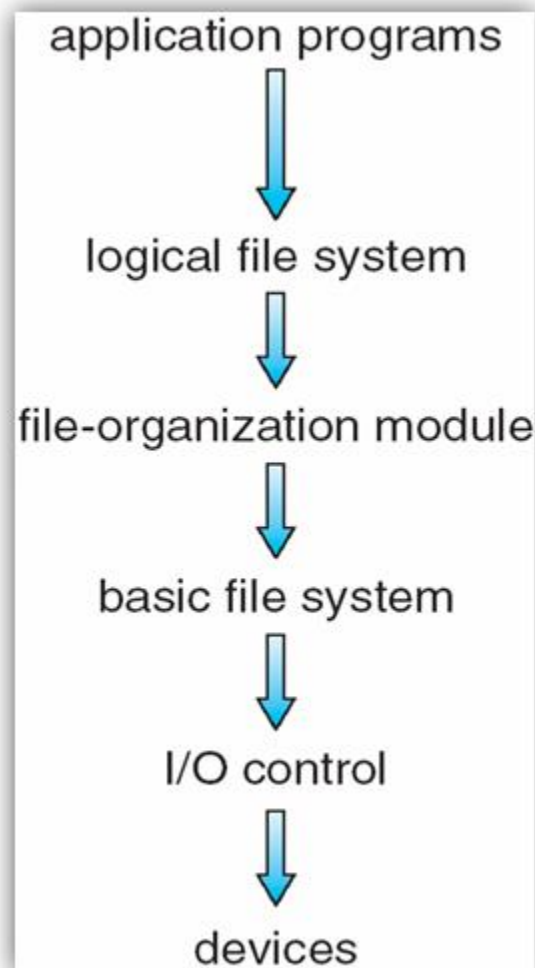 application programs
logical file system
file-organization module
basic file system
I/O control
devices